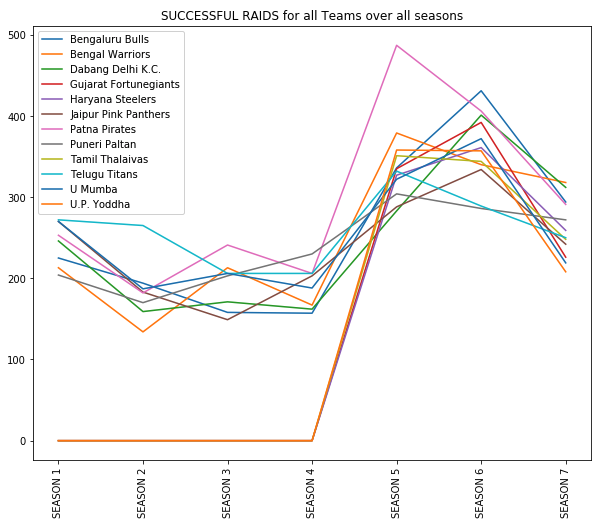 SUCCESSFUL RAIDS for all Teams over all seasons
500
400
300
200
100
0
Bengaluru Bulls
Bengal Warriors
Dabang Delhi K.C.
Gujarat Fortunegiants
Haryana Steelers
Jaipur Pink Panthers
Patna Pirates
Puneri Paltan
Tamil Thalaivas
Telugu Titans
U Mumba
U.P. Yoddha
SEASON 1
SEASON 2
SEASON 3
SEASON 4
SEASON 5
SEASON 6
SEASON 7